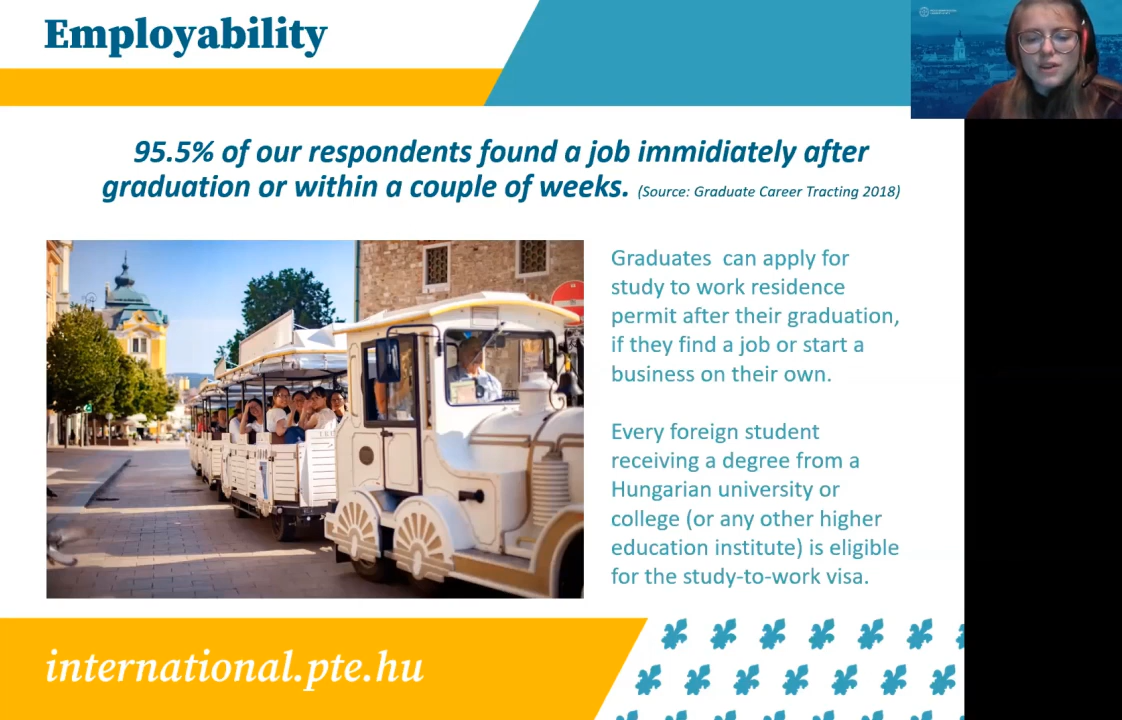 Employability
95.5% of our respondents found a job immidiately after
graduation or within a couple of weeks. (Source: Graduate Career Tracting 2018)
Graduates can apply for
study to work residence
permit after their graduation,
if they find a job or start a
business on their own.
Every foreign student
receiving a degree from a
Hungarian university or
college (or any other higher
education institute) is eligible
for the study-to-work visa.
international.pte.hu